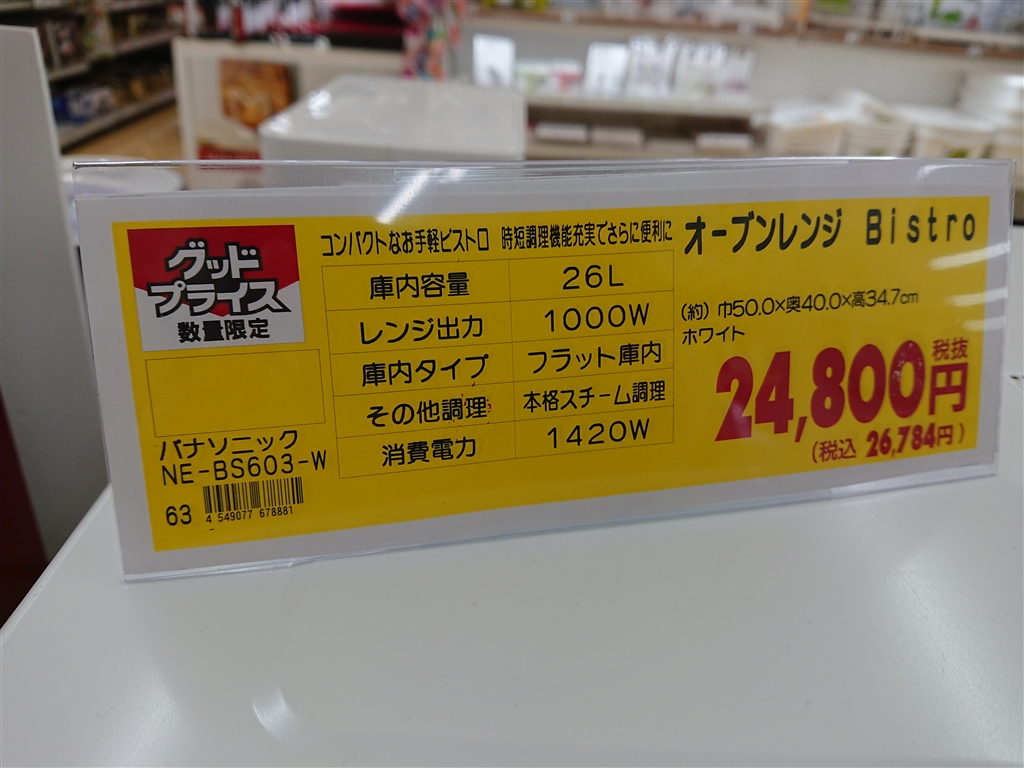 グッド
プライス
数量限定
パナソニック
NE-BS603-W
63
4 549077 678881
コンパクトなお手軽ビストロ 時短調理機能充実でさらに便利に
庫内容量 26L
レンジ出力 1000W
庫内タイプ フラット庫内
その他調理 本格スチーム調理
消費電力 1420W
オーブンレンジ Bistro
(約) 巾50.0×奥40.0×高34.7cm
ホワイト
24,800円 税抜
(税込 26,784円)